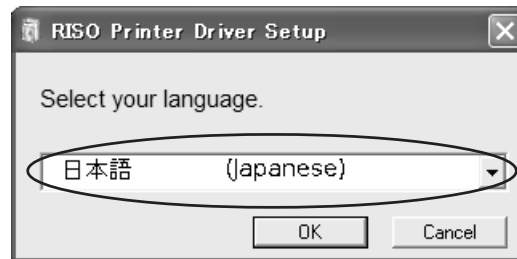 RISO Printer Driver Setup
Select your language.
日本語 (Japanese)
OK Cancel